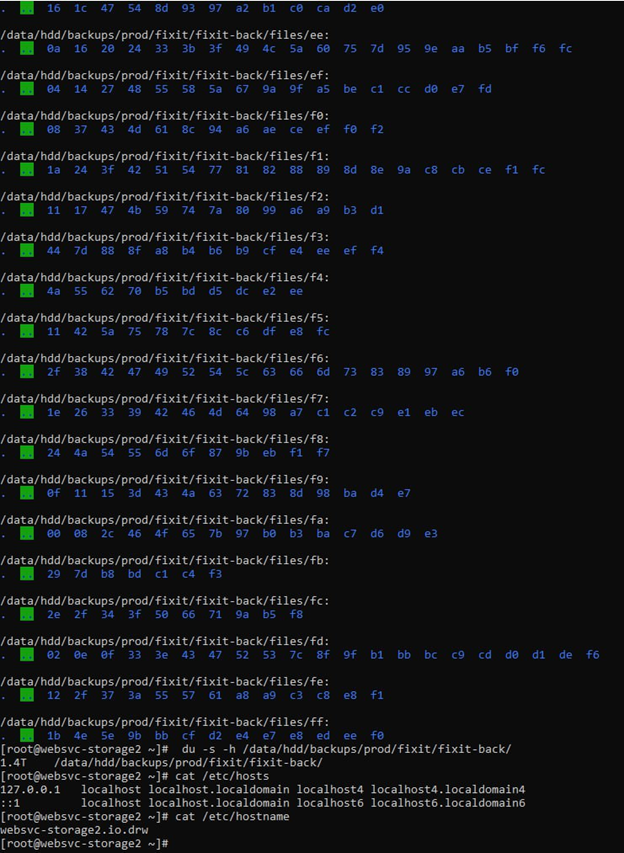 . .. 16 1c 47 54 8d 93 97 a2 b1 c0 ca d2 e0
/data/hdd/backups/prod/fixit/fixit-back/files/ee:
. .. 0a 16 20 24 33 3b 3f 49 4c 5a 60 75 7d 95 9e aa b5 bf f6 fc
/data/hdd/backups/prod/fixit/fixit-back/files/ef:
. .. 04 14 27 48 55 58 5a 67 9a 9f a5 be c1 cc d0 e7 fd
/data/hdd/backups/prod/fixit/fixit-back/files/f0:
. .. 08 37 43 4d 61 8c 94 a6 ae ce ef f0 f2
/data/hdd/backups/prod/fixit/fixit-back/files/f1:
. .. 1a 24 3f 42 51 54 77 81 82 88 89 8d 8e 9a c8 cb ce f1 fc
/data/hdd/backups/prod/fixit/fixit-back/files/f2:
. .. 11 17 47 4b 59 74 7a 80 99 a6 a9 b3 d1
/data/hdd/backups/prod/fixit/fixit-back/files/f3:
. .. 44 7d 88 8f a8 b4 b6 b9 cf e4 ee ef f4
/data/hdd/backups/prod/fixit/fixit-back/files/f4:
. .. 4a 55 62 70 b5 bd d5 dc e2 ee
/data/hdd/backups/prod/fixit/fixit-back/files/f5:
. .. 11 42 5a 75 78 7c 8c c6 df e8 fc
/data/hdd/backups/prod/fixit/fixit-back/files/f6:
. .. 2f 38 42 47 49 52 54 5c 63 66 6d 73 83 89 97 a6 b6 f0
/data/hdd/backups/prod/fixit/fixit-back/files/f7:
. .. 1e 26 33 39 42 46 4d 64 98 a7 c1 c2 c9 e1 eb ec
/data/hdd/backups/prod/fixit/fixit-back/files/f8:
. .. 24 4a 54 55 6d 6f 87 9b eb f1 f7
/data/hdd/backups/prod/fixit/fixit-back/files/f9:
. .. 0f 11 15 3d 43 4a 63 72 83 8d 98 ba d4 e7
/data/hdd/backups/prod/fixit/fixit-back/files/fa:
. .. 00 08 2c 46 4f 65 7b 97 b0 b3 ba c7 d6 d9 e3
/data/hdd/backups/prod/fixit/fixit-back/files/fb:
. .. 29 7d b8 bd c1 c4 f3
/data/hdd/backups/prod/fixit/fixit-back/files/fc:
. .. 2e 2f 34 3f 50 66 71 9a b5 f8
/data/hdd/backups/prod/fixit/fixit-back/files/fd:
. .. 02 0e 0f 33 3e 43 47 52 53 7c 8f 9f b1 bb bc c9 cd d0 d1 de f6
/data/hdd/backups/prod/fixit/fixit-back/files/fe:
. .. 12 2f 37 3a 55 57 61 a8 a9 c3 c8 e8 f1
/data/hdd/backups/prod/fixit/fixit-back/files/ff:
. .. 1b 4e 5e 9b bb cf d2 e4 e7 e8 ed ee f0
[root@websvc-storage2 ~]# du -s -h /data/hdd/backups/prod/fixit/fixit-back/
1.4T /data/hdd/backups/prod/fixit/fixit-back/
[root@websvc-storage2 ~]# cat /etc/hosts
127.0.0.1 localhost localhost.localdomain localhost4 localhost4.localdomain4
::1 localhost localhost.localdomain localhost6 localhost6.localdomain6
[root@websvc-storage2 ~]# cat /etc/hostname
websvc-storage2.io.drw
[root@websvc-storage2 ~]#